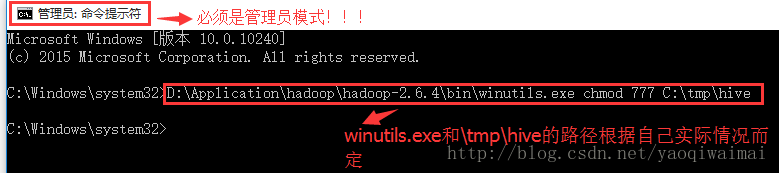 管理员: 命令提示符
必须是管理员模式！！！
Microsoft Windows [版本 10.0.10240]
(c) 2015 Microsoft Corporation. All rights reserved.
C:\Windows\system32>D:\Application\hadoop\hadoop-2.6.4\bin\winutils.exe chmod 777 C:\tmp\hive
C:\Windows\system32>
winutils.exe和\tmp\hive的路径根据自己实际情况而
定
http://blog.csdn.net/yaoqiwaimai